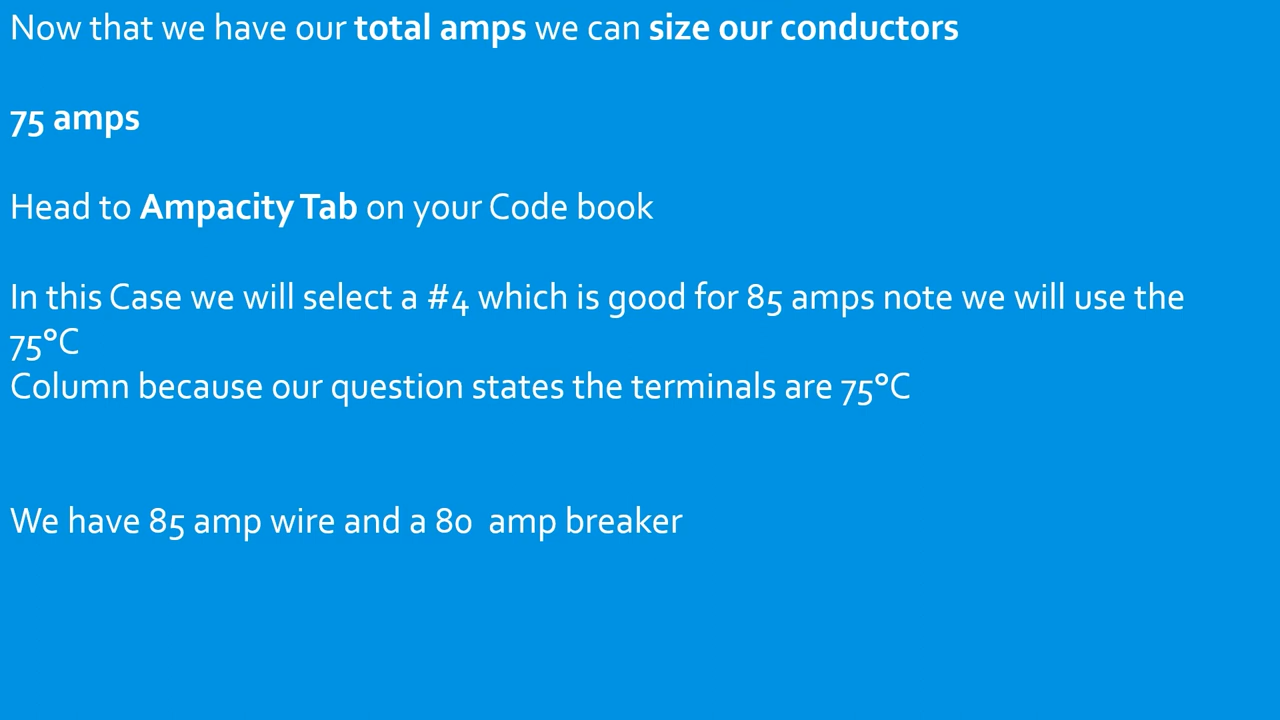 Now that we have our total amps we can size our conductors
75 amps
Head to Ampacity Tab on your Code book
In this Case we will select a #4 which is good for 85 amps note we will use the
75°C
Column because our question states the terminals are 75°C
We have 85 amp wire and a 80  amp breaker